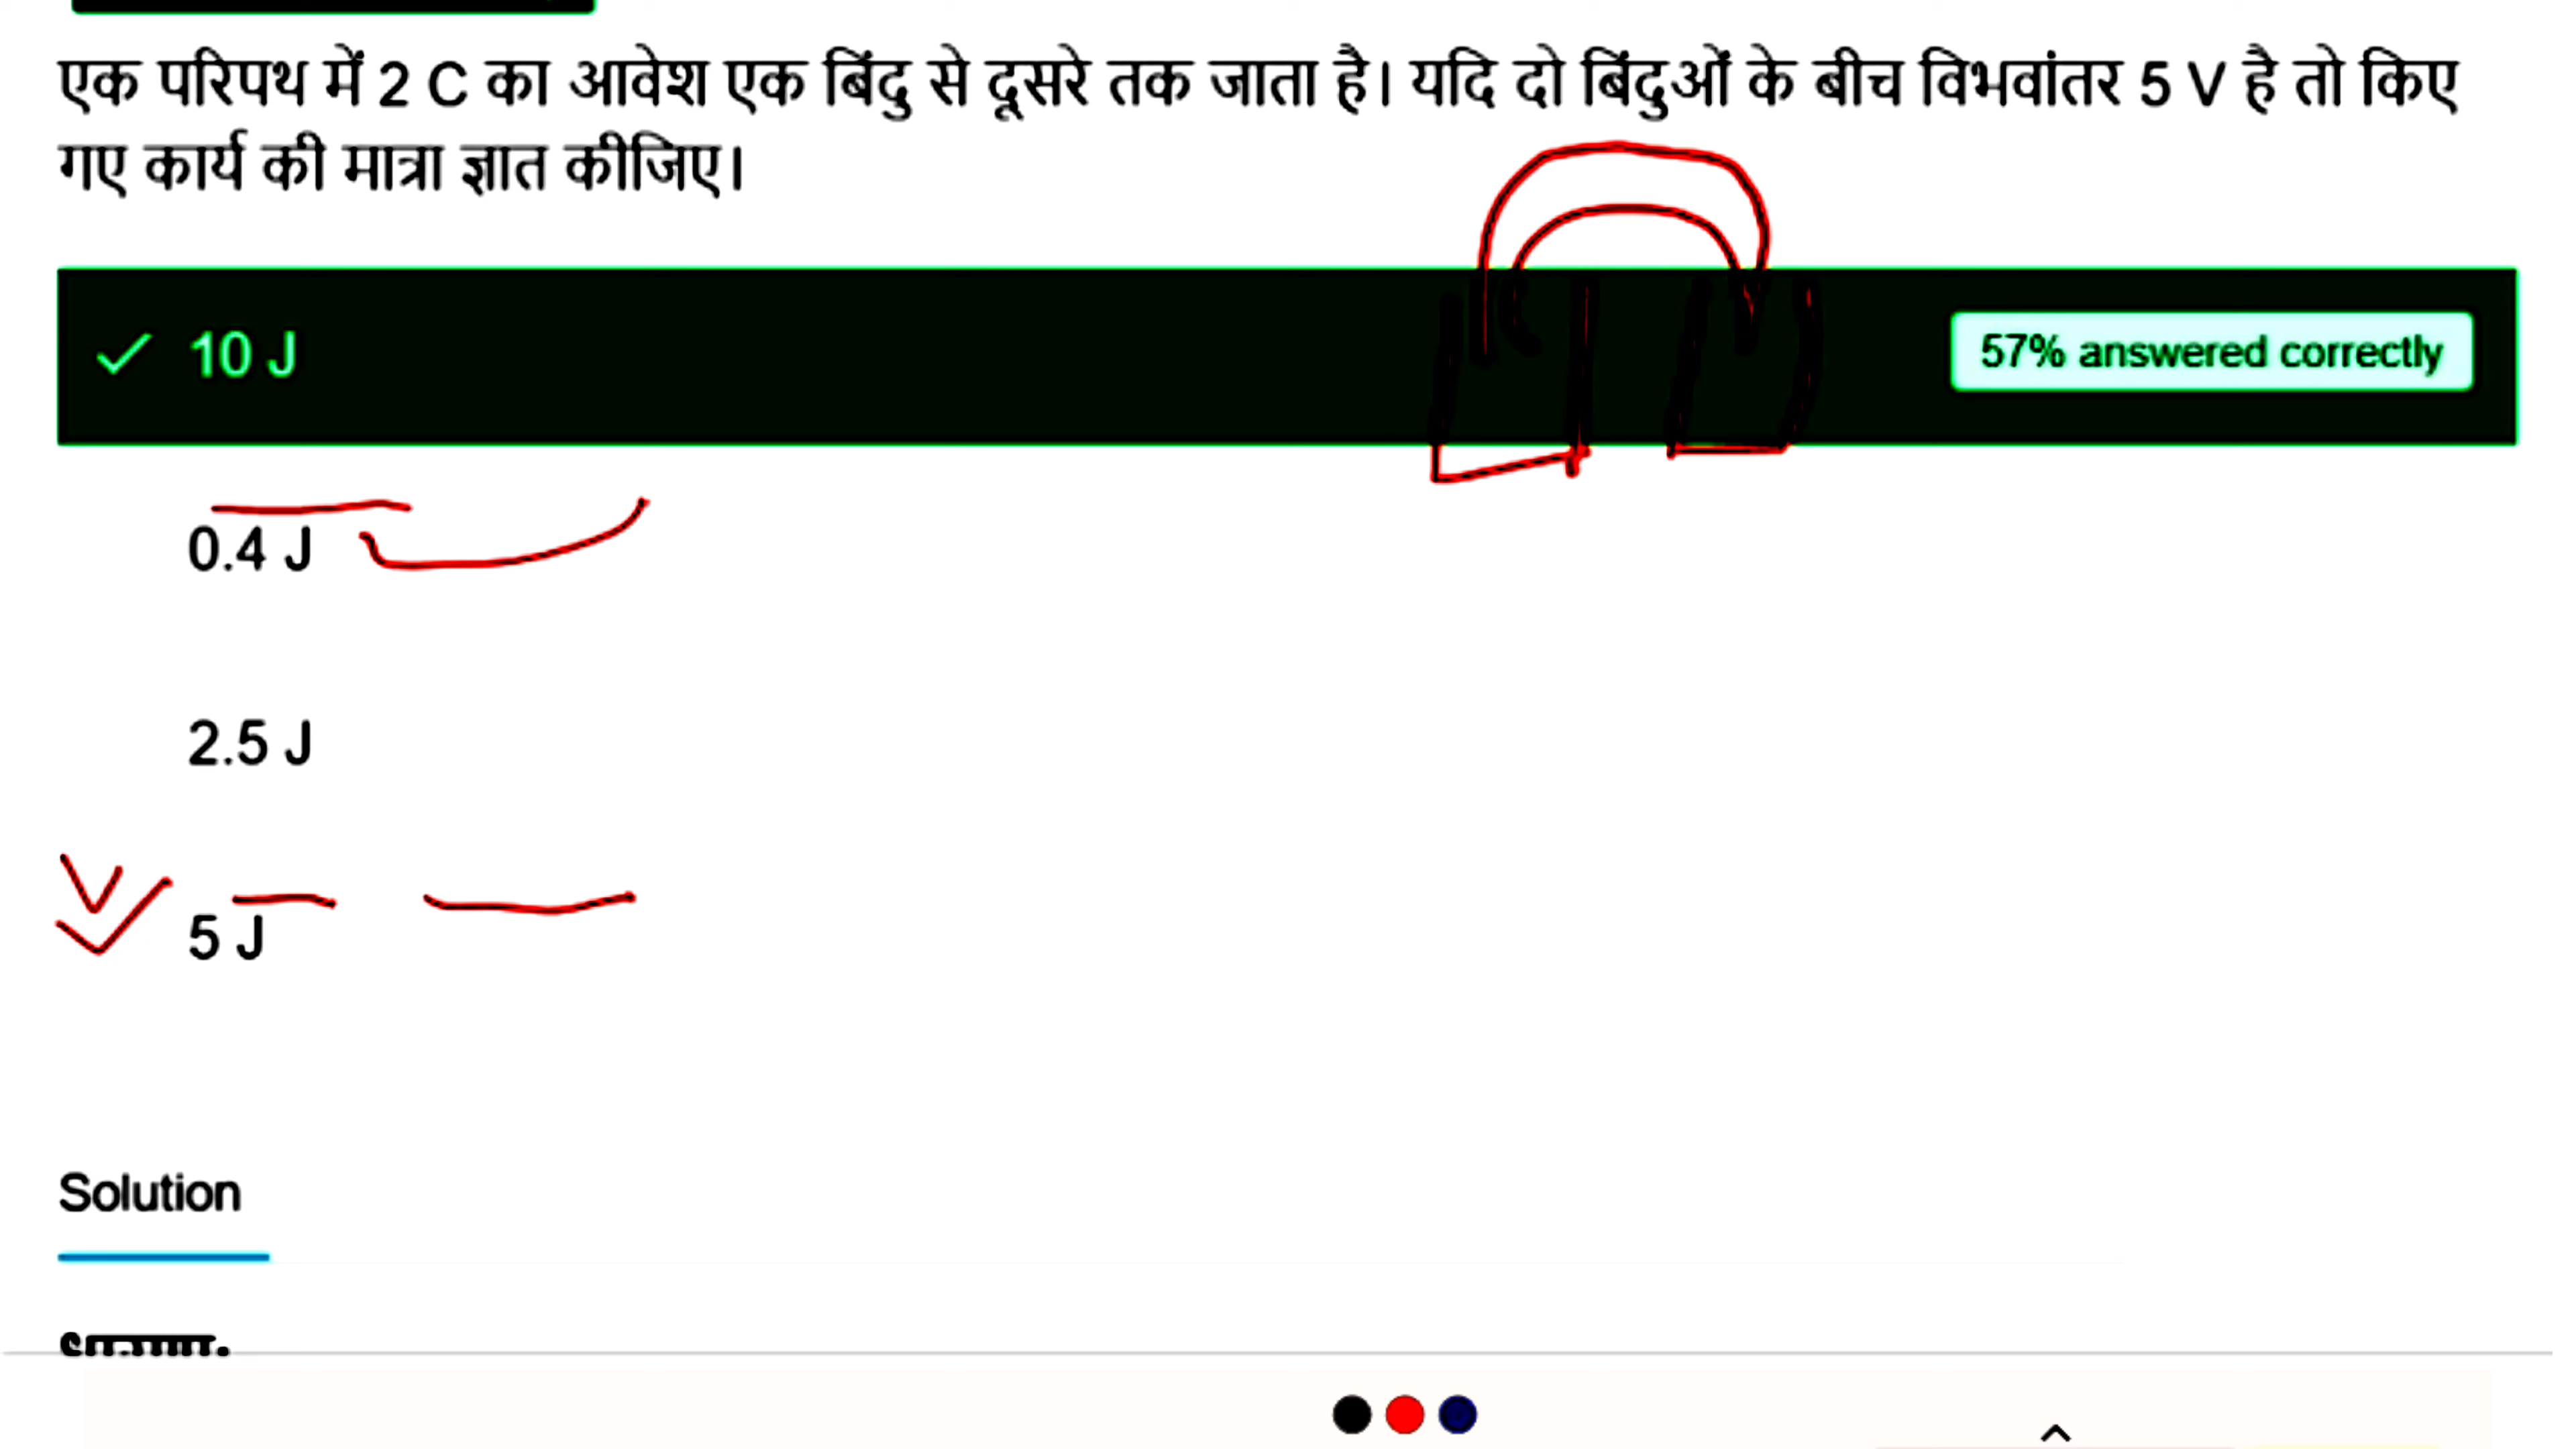 एक परिपथ में 2 C का आवेश एक बिंदु से दूसरे तक जाता है। यदि दो बिंदुओं के बीच विभवांतर 5 V है तो किए
गए कार्य की मात्रा ज्ञात कीजिए।
10 J
57% answered correctly
0.4 J
2.5 J
5 J
Solution